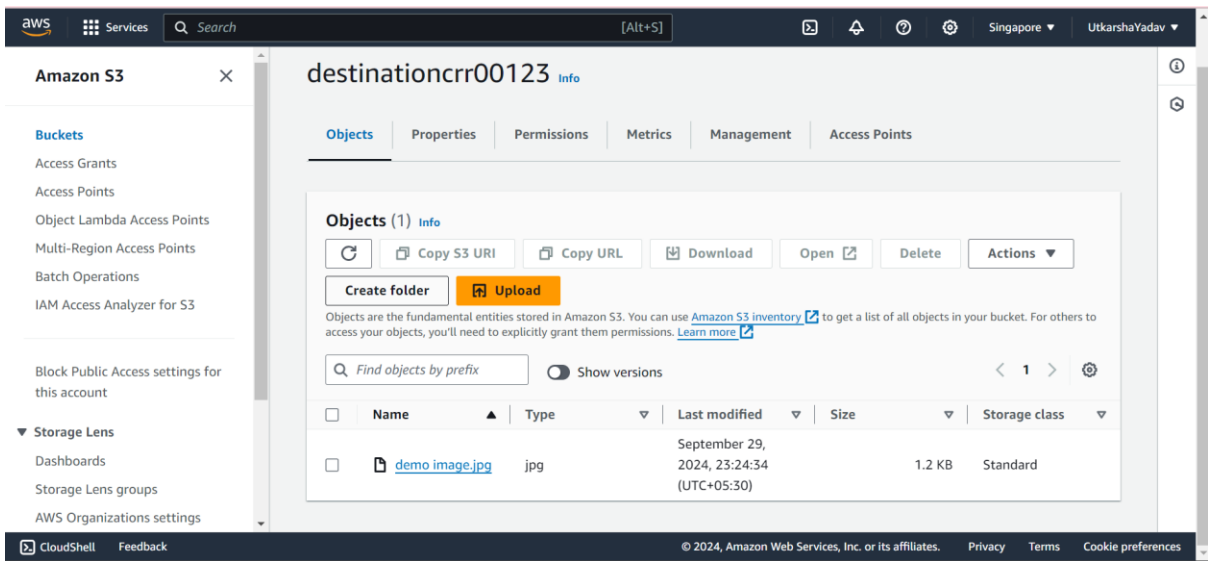 aws
Services
Search
[Alt+S]
Singapore
UtkarshaYadav
Amazon S3
Buckets
Access Grants
Access Points
Object Lambda Access Points
Multi-Region Access Points
Batch Operations
IAM Access Analyzer for S3
Block Public Access settings for
this account
Storage Lens
Dashboards
Storage Lens groups
AWS Organizations settings
destinationcrr00123 Info
Objects Properties Permissions Metrics Management Access Points
Objects (1) Info
Copy S3 URI Copy URL Download Open Delete Actions
Create folder Upload
Objects are the fundamental entities stored in Amazon S3. You can use Amazon S3 inventory to get a list of all objects in your bucket. For others to
access your objects, you'll need to explicitly grant them permissions. Learn more
Find objects by prefix Show versions 1
Name Type Last modified Size Storage class
demo image.jpg jpg September 29,
2024, 23:24:34
(UTC+05:30) 1.2 KB Standard
CloudShell Feedback © 2024, Amazon Web Services, Inc. or its affiliates. Privacy Terms Cookie preferences